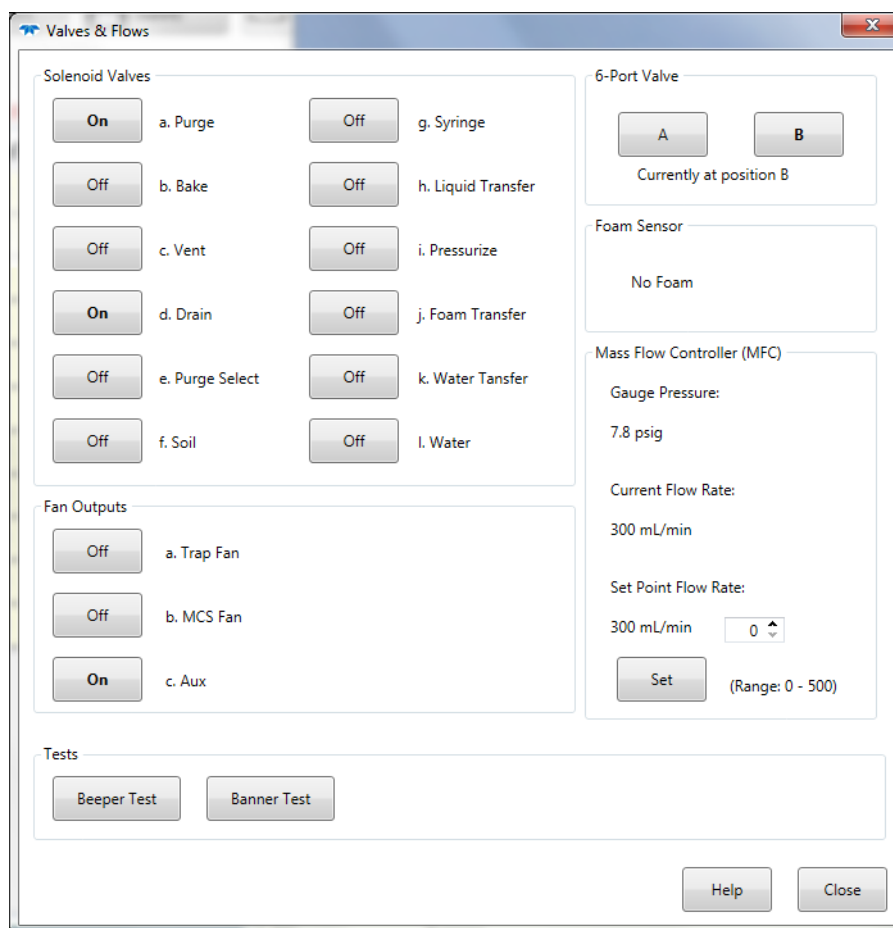 Valves & Flows
Solenoid Valves
On a. Purge Off g. Syringe
Off b. Bake Off h. Liquid Transfer
Off c. Vent Off i. Pressurize
On d. Drain Off j. Foam Transfer
Off e. Purge Select Off k. Water Tansfer
Off f. Soil Off l. Water
Fan Outputs
Off a. Trap Fan
Off b. MCS Fan
On c. Aux
6-Port Valve
A B
Currently at position B
Foam Sensor
No Foam
Mass Flow Controller (MFC)
Gauge Pressure:
7.8 psig
Current Flow Rate:
300 mL/min
Set Point Flow Rate:
300 mL/min 0
Set (Range: 0 - 500)
Tests
Beeper Test Banner Test
Help Close